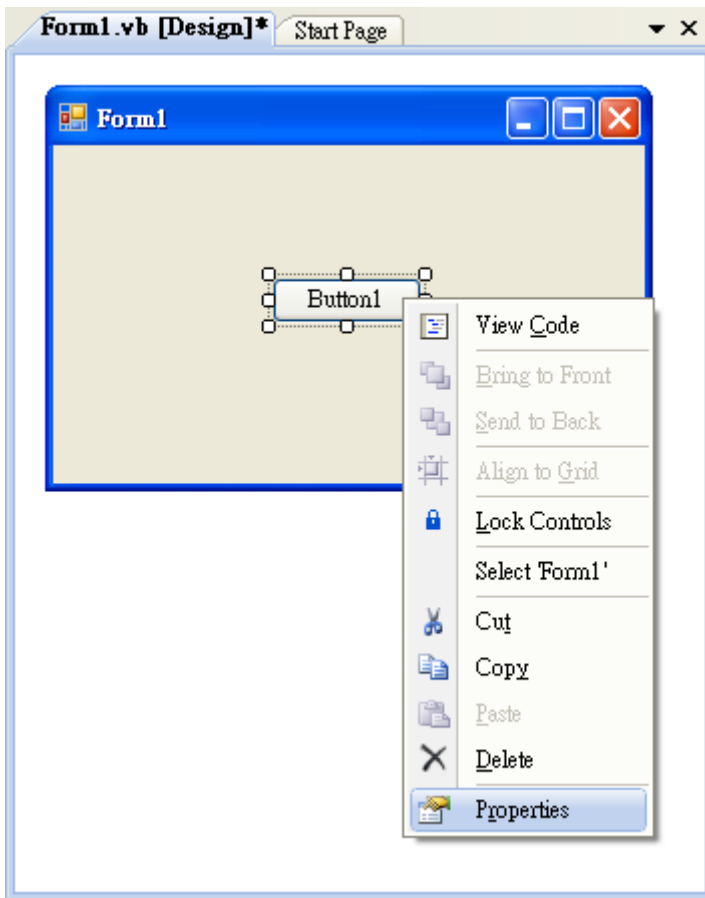 Form1.vb [Design]* Start Page
Form1
Button1
View Code
Bring to Front
Send to Back
Align to Grid
Lock Controls
Select 'Form1'
Cut
Copy
Paste
Delete
Properties